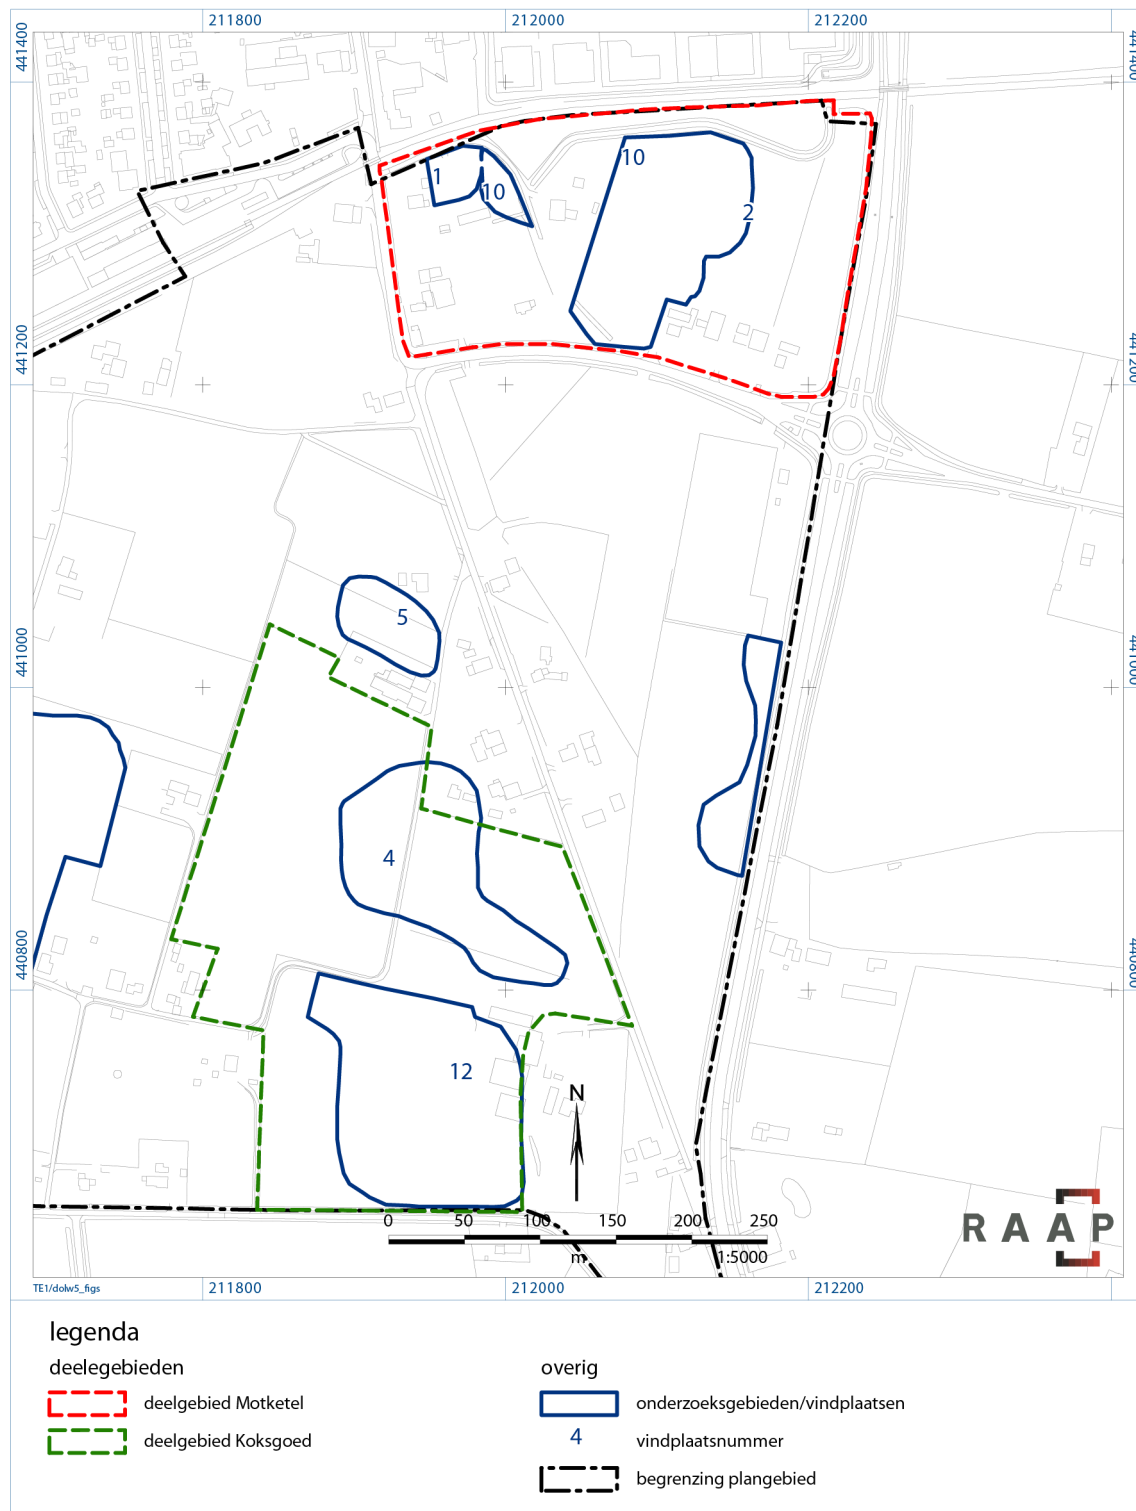 211800 212000 212200
441400 441400
1
10
10
2
441200 441200
5
441000 441000
4
440800 440800
12
N
0 50 100 150 200 250
m 1:5000
RAAP
TE1/dolw5_figs
211800 212000 212200
legenda
deelegebieden overig
deelgebied Motketel onderzoeksgebieden/vindplaatsen
deelgebied Koksgoed 4 vindplaatsnummer
begrenzing plangebied